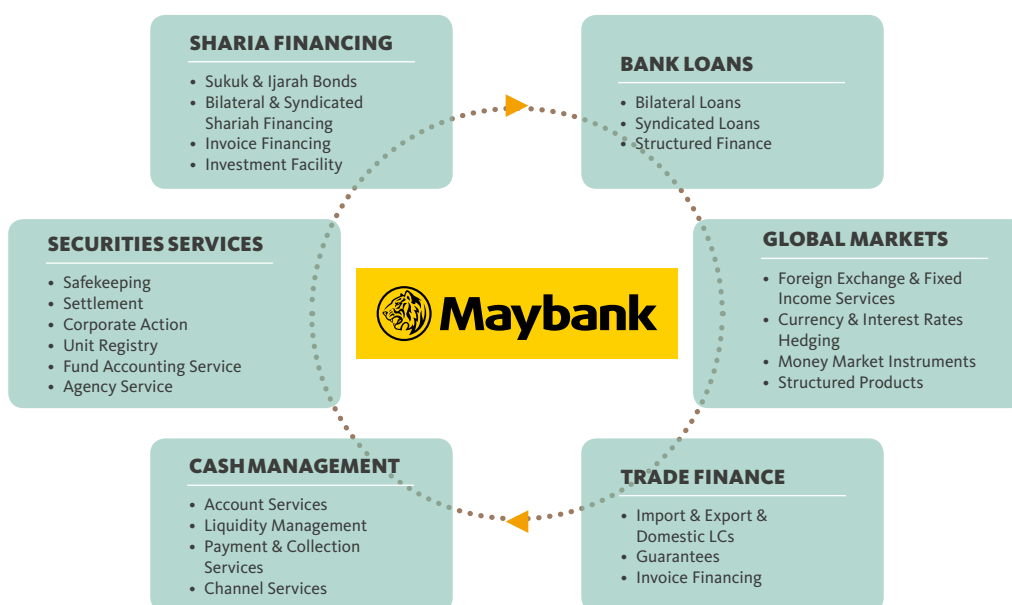 SHARIA FINANCING
• Sukuk & Ijarah Bonds
• Bilateral & Syndicated
Shariah Financing
• Invoice Financing
• Investment Facility
BANK LOANS
• Bilateral Loans
• Syndicated Loans
• Structured Finance
SECURITIES SERVICES
• Safekeeping
• Settlement
• Corporate Action
• Unit Registry
• Fund Accounting Service
• Agency Service
Maybank
GLOBAL MARKETS
• Foreign Exchange & Fixed
Income Services
• Currency & Interest Rates
Hedging
• Money Market Instruments
• Structured Products
CASH MANAGEMENT
• Account Services
• Liquidity Management
• Payment & Collection
Services
• Channel Services
TRADE FINANCE
• Import & Export &
Domestic LCs
• Guarantees
• Invoice Financing